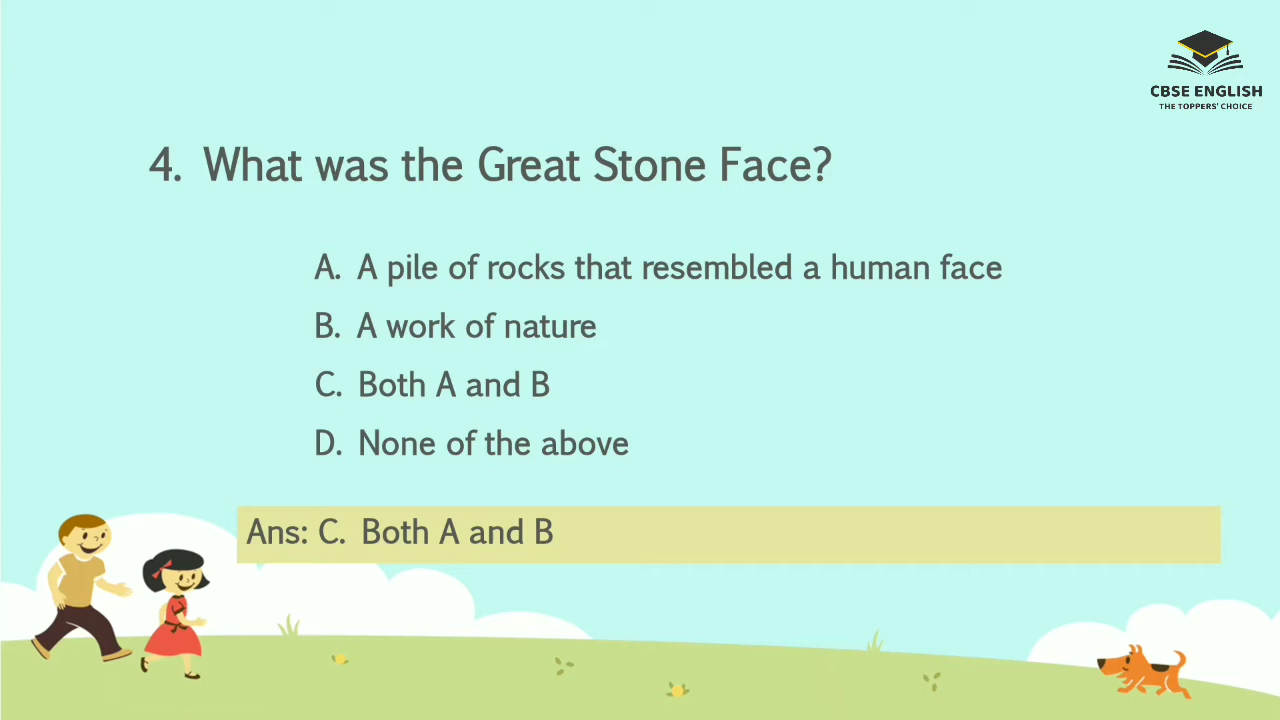 CBSE ENGLISH
THE TOPPERS' CHOICE
4. What was the Great Stone Face?
A. A pile of rocks that resembled a human face
B. A work of nature
C. Both A and B
D. None of the above
Ans: C. Both A and B